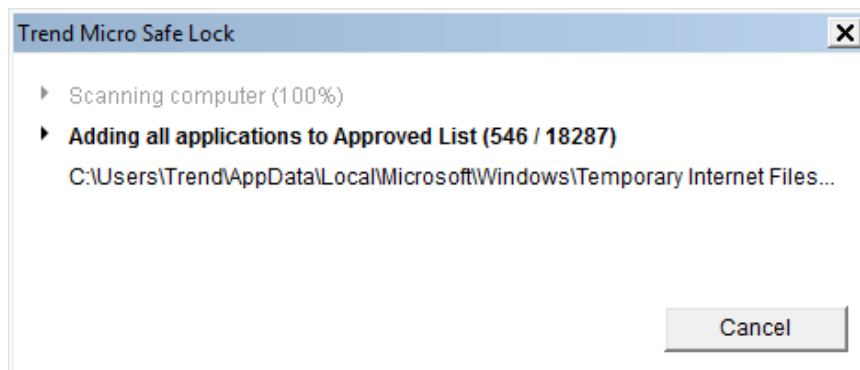 Trend Micro Safe Lock
Scanning computer (100%)
Adding all applications to Approved List (546 / 18287)
C:\Users\Trend\AppData\Local\Microsoft\Windows\Temporary Internet Files...
Cancel